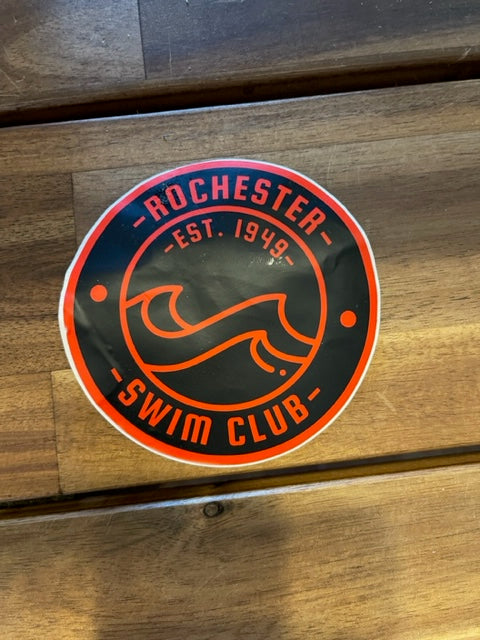 -ROCHESTER-
-EST. 1949-
-SWIM CLUB-